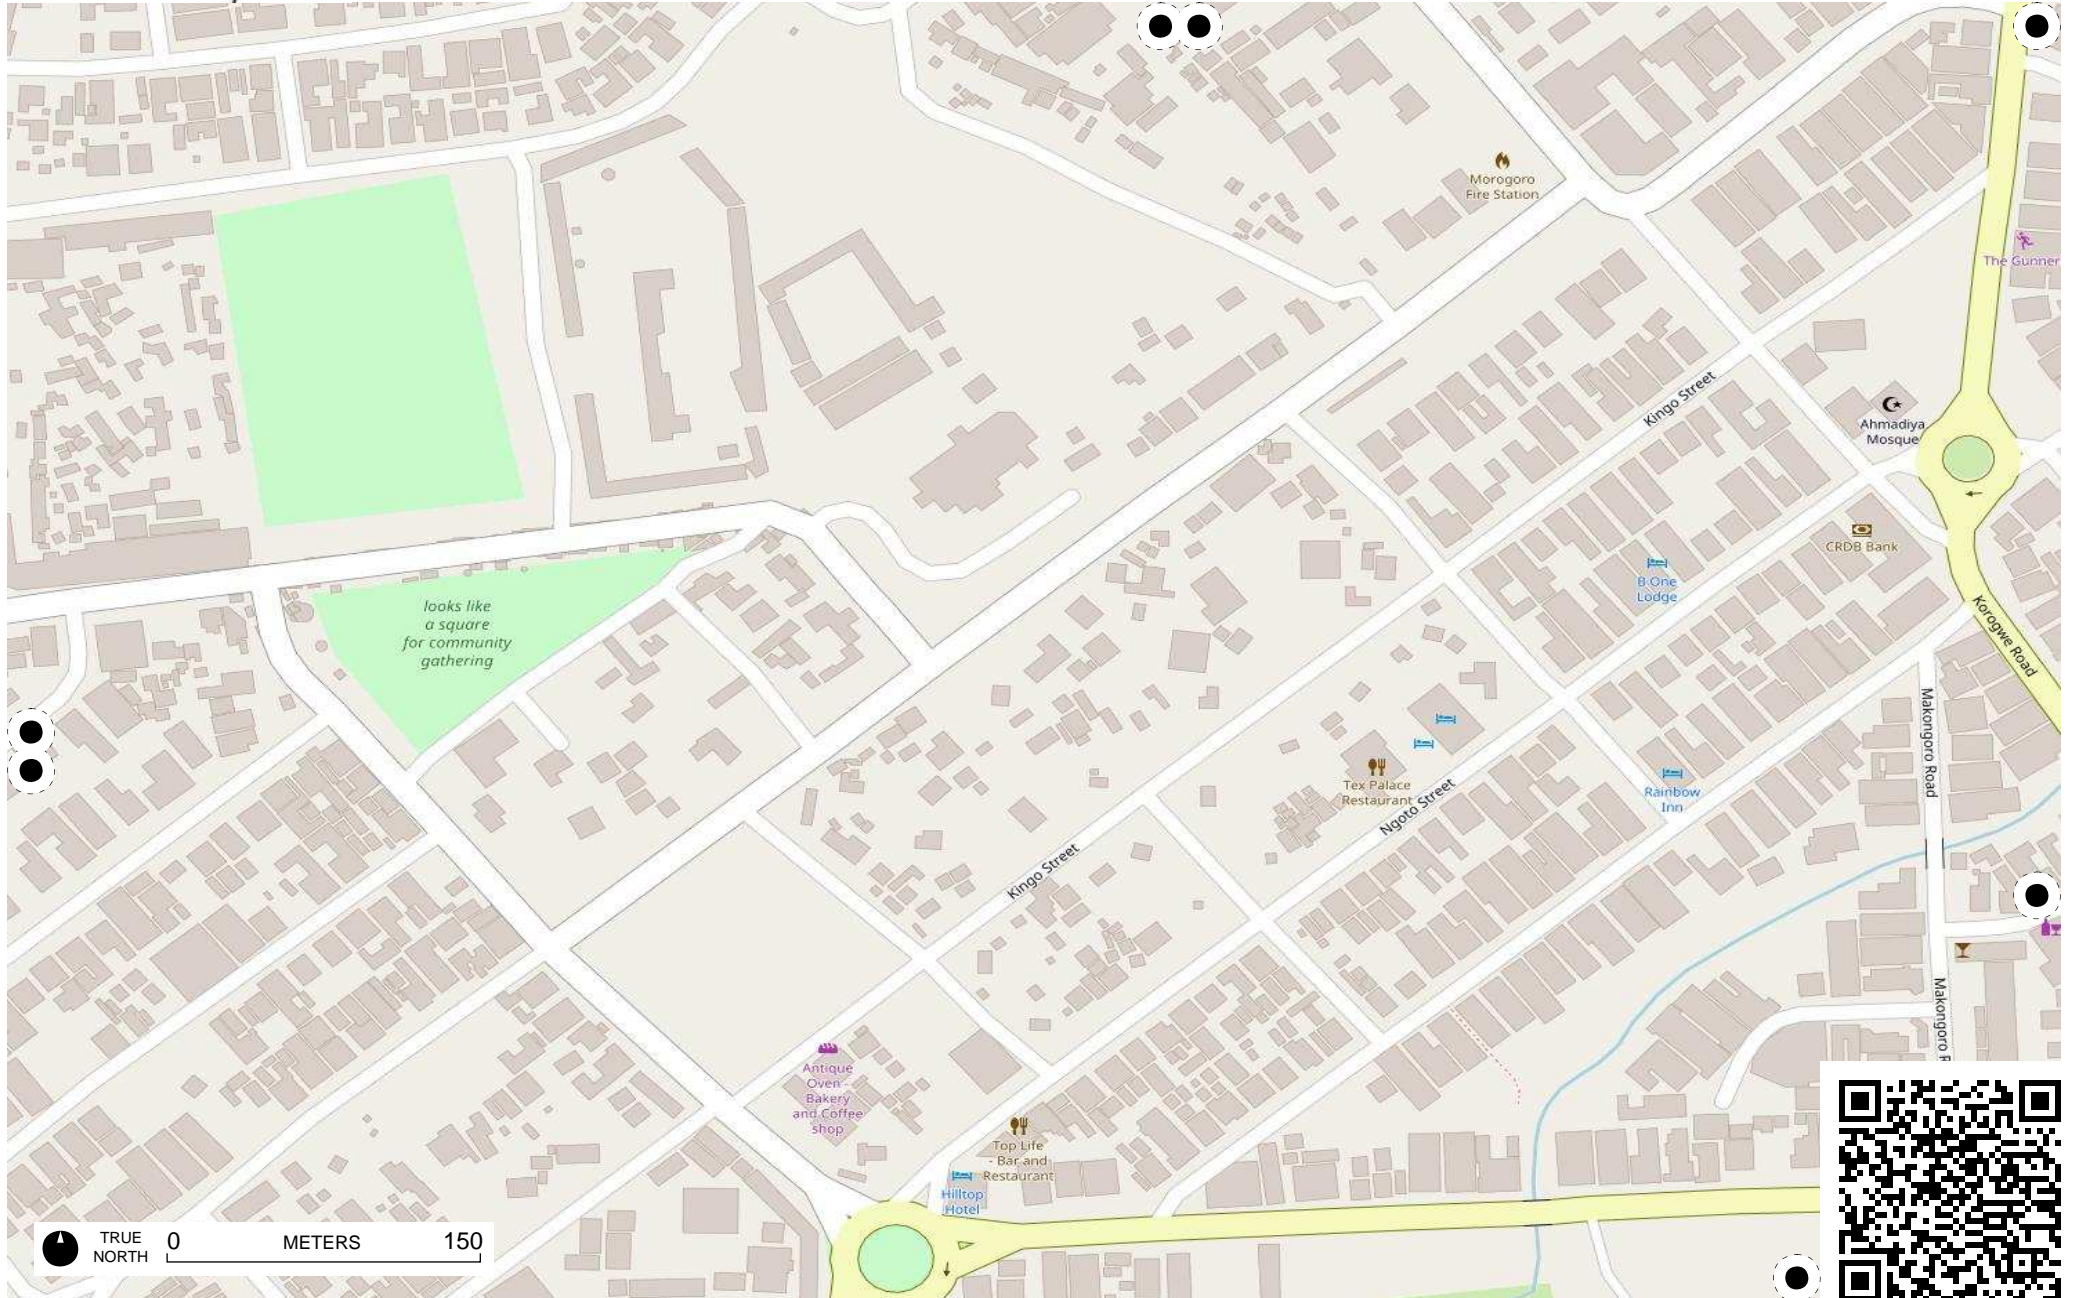 Morogoro
Fire Station
The Gunner
Kingo Street
Ahmadiya
Mosque
CRDB Bank
B One
Lodge
Korogwe Road
looks like
a square
for community
gathering
Makongoro Road
Tex Palace
Restaurant
Ngoto Street
Rainbow
Inn
Kingo Street
Makongoro R
Antique
Oven -
Bakery
and Coffee
shop
Top Life
- Bar and
Restaurant
Hilltop
Hotel
TRUE
NORTH
0 METERS 150